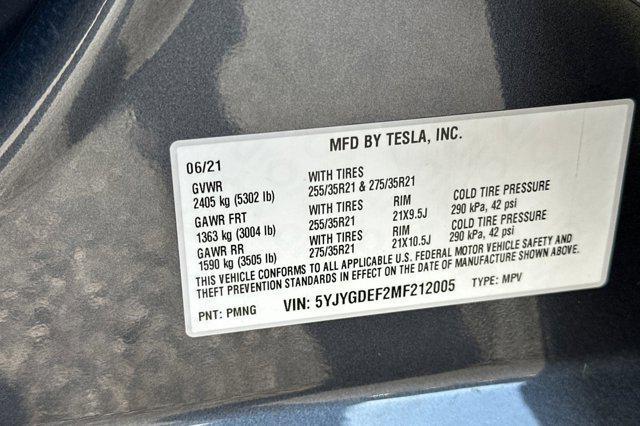 MFD BY TESLA, INC.
06/21
GVWR WITH TIRES
2405 kg (5302 lb) 255/35R21 & 275/35R21
GAWR FRT WITH TIRES RIM COLD TIRE PRESSURE
1363 kg (3004 lb) 255/35R21 21X9.5J 290 kPa, 42 psi
GAWR RR WITH TIRES RIM COLD TIRE PRESSURE
1590 kg (3505 lb) 275/35R21 21X10.5J 290 kPa, 42 psi
THIS VEHICLE CONFORMS TO ALL APPLICABLE U.S. FEDERAL MOTOR VEHICLE SAFETY AND
THEFT PREVENTION STANDARDS IN EFFECT ON THE DATE OF MANUFACTURE SHOWN ABOVE.
PNT: PMNG VIN: 5YJYGDEF2MF212005 TYPE: MPV